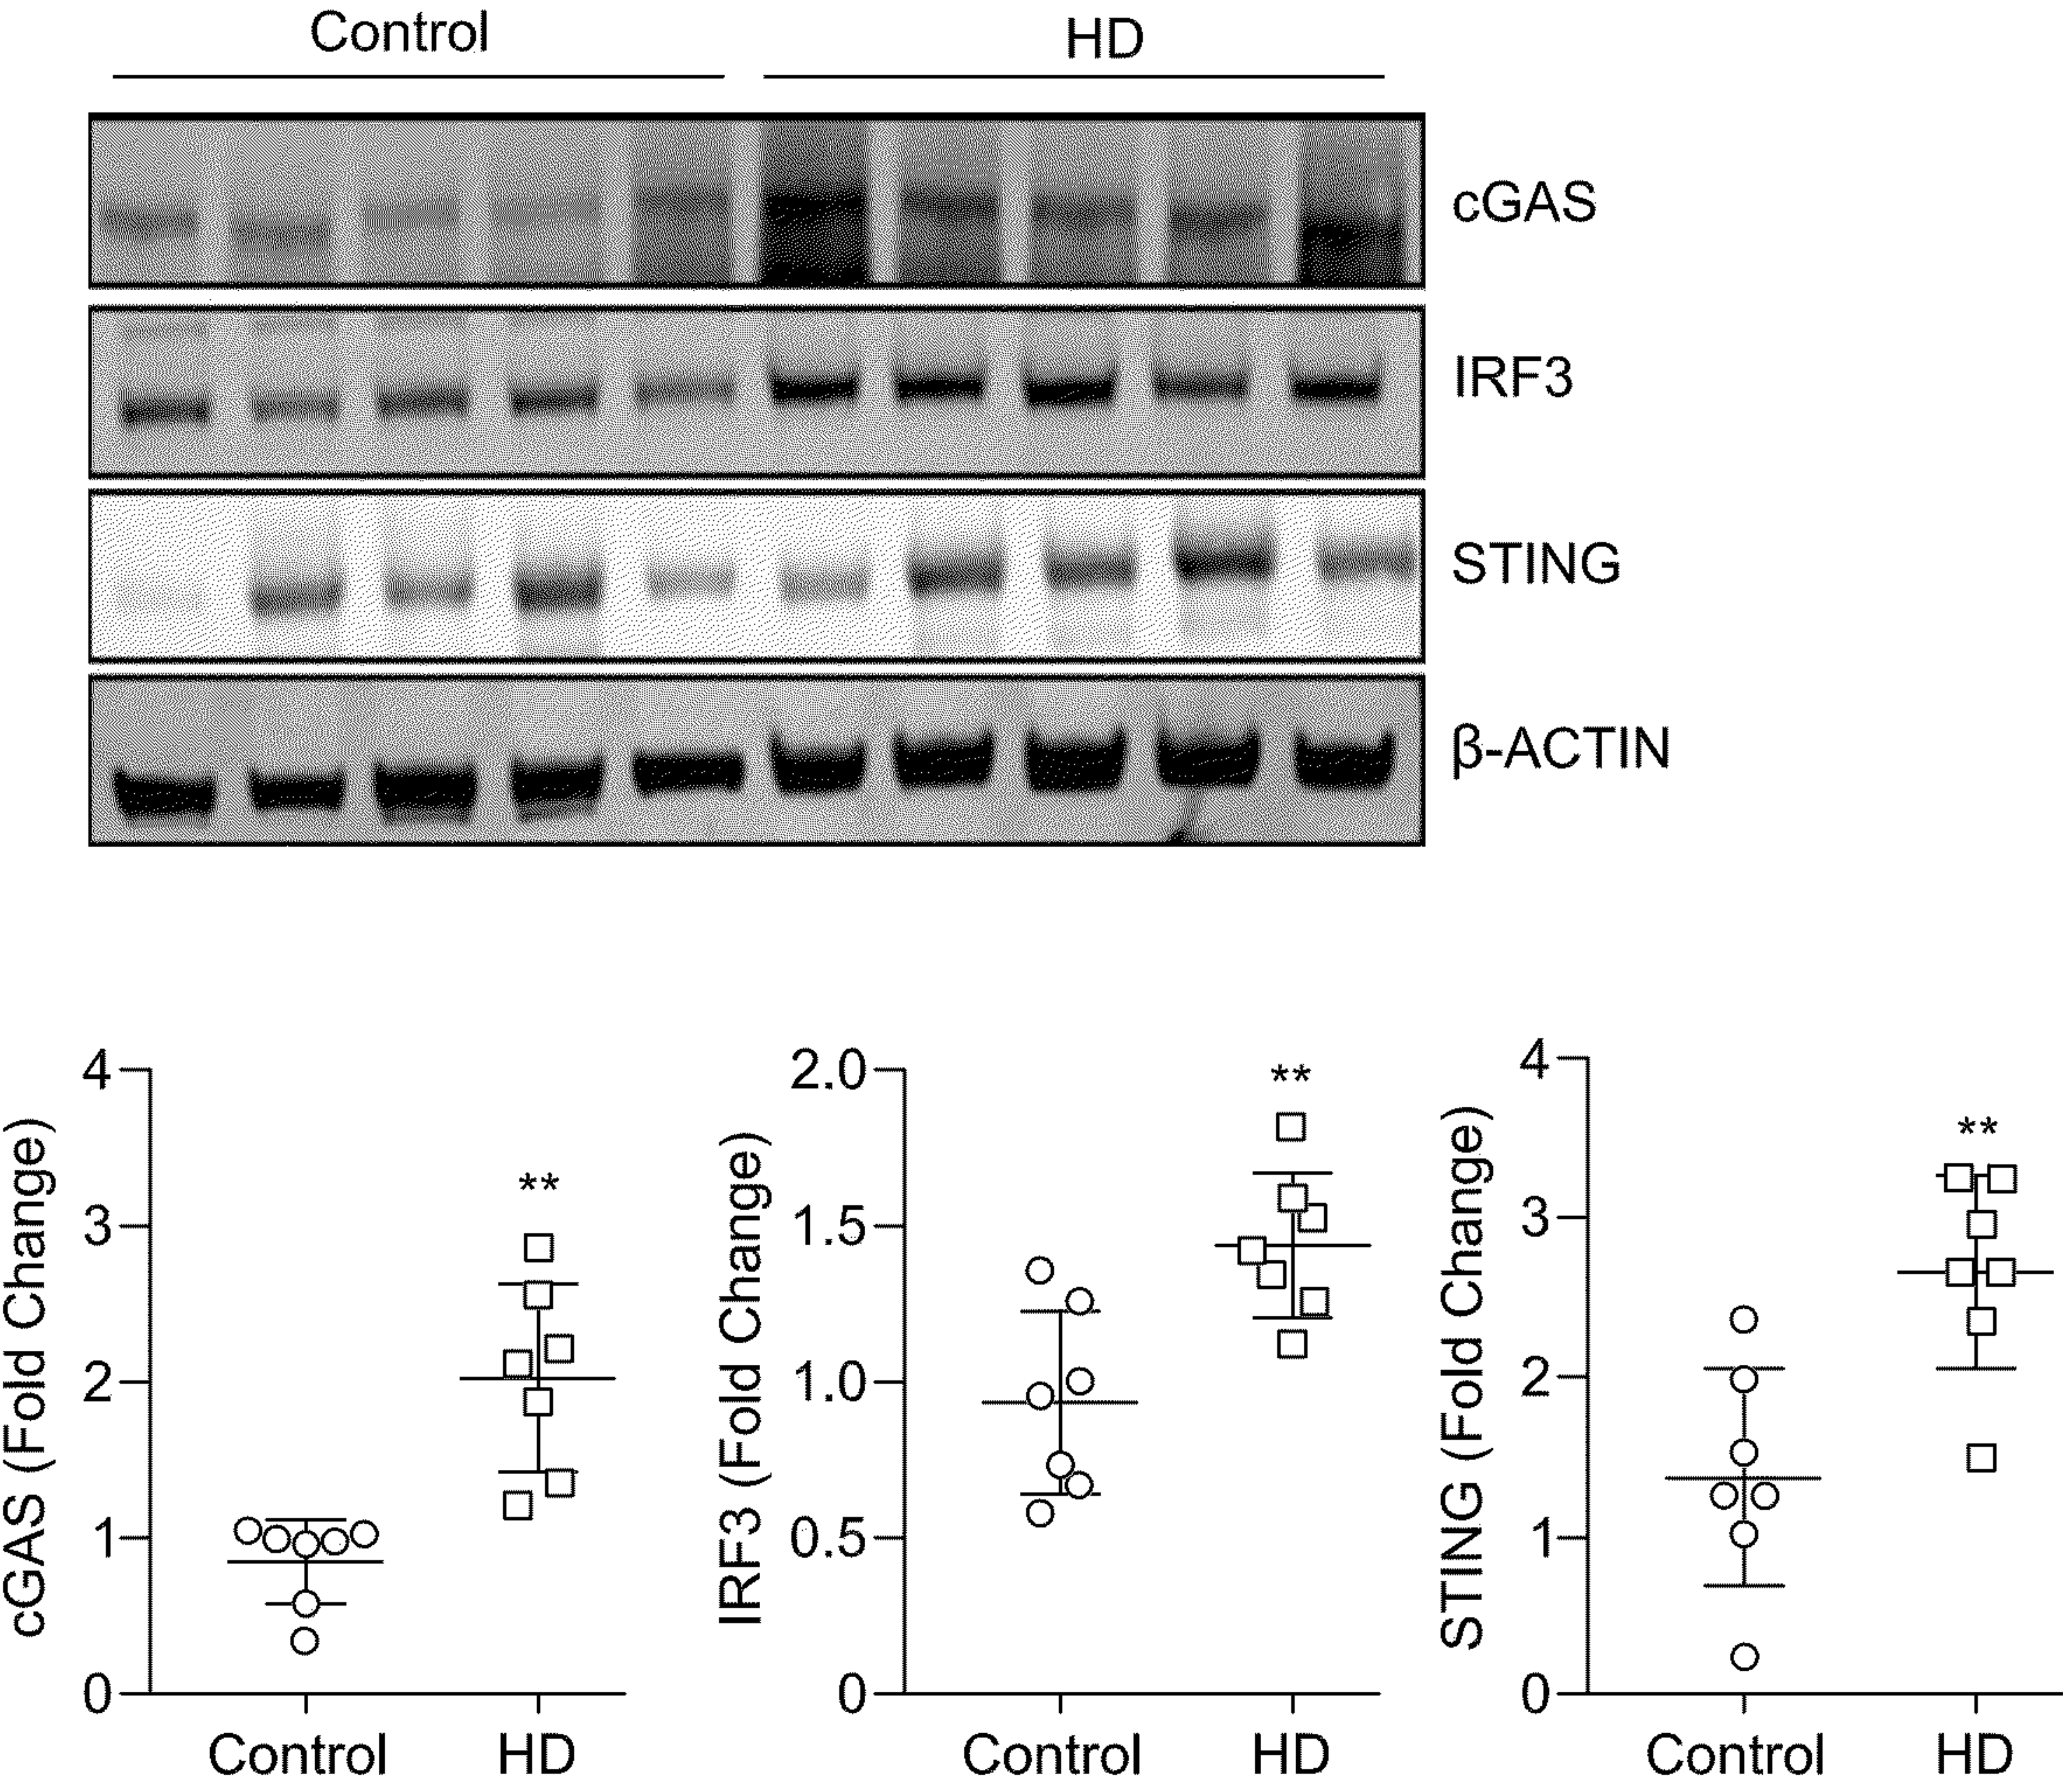 Control HD
cGAS
IRF3
STING
β-ACTIN
cGAS (Fold Change)
4
3
2
1
0
**
Control HD
IRF3 (Fold Change)
2.0
1.5
1.0
0.5
0
**
Control HD
STING (Fold Change)
4
3
2
1
0
**
Control HD